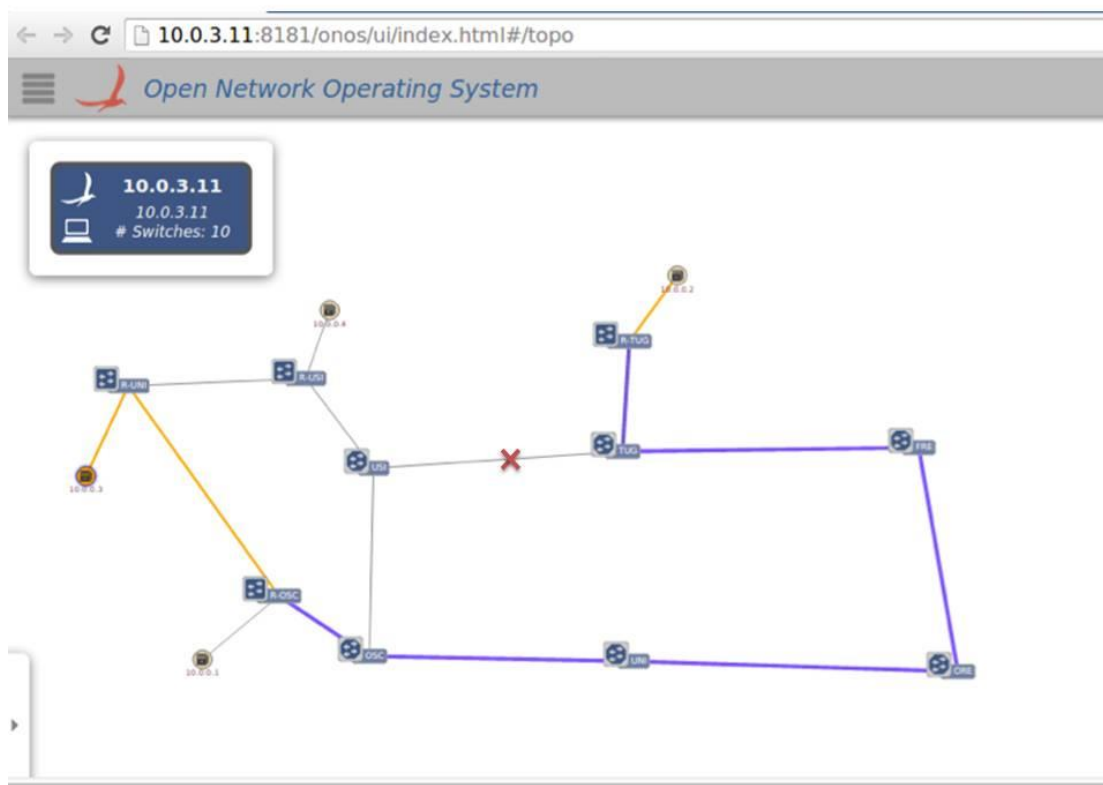 10.0.3.11:8181/onos/ui/index.html#/topo
Open Network Operating System
10.0.3.11
10.0.3.11
# Switches: 10
10.0.0.2
10.0.0.4
R-TUG
R-UNI
R-USI
TUG
FRE
USI
10.0.0.3
R-OSC
OSC
UNI
ORE
10.0.0.1